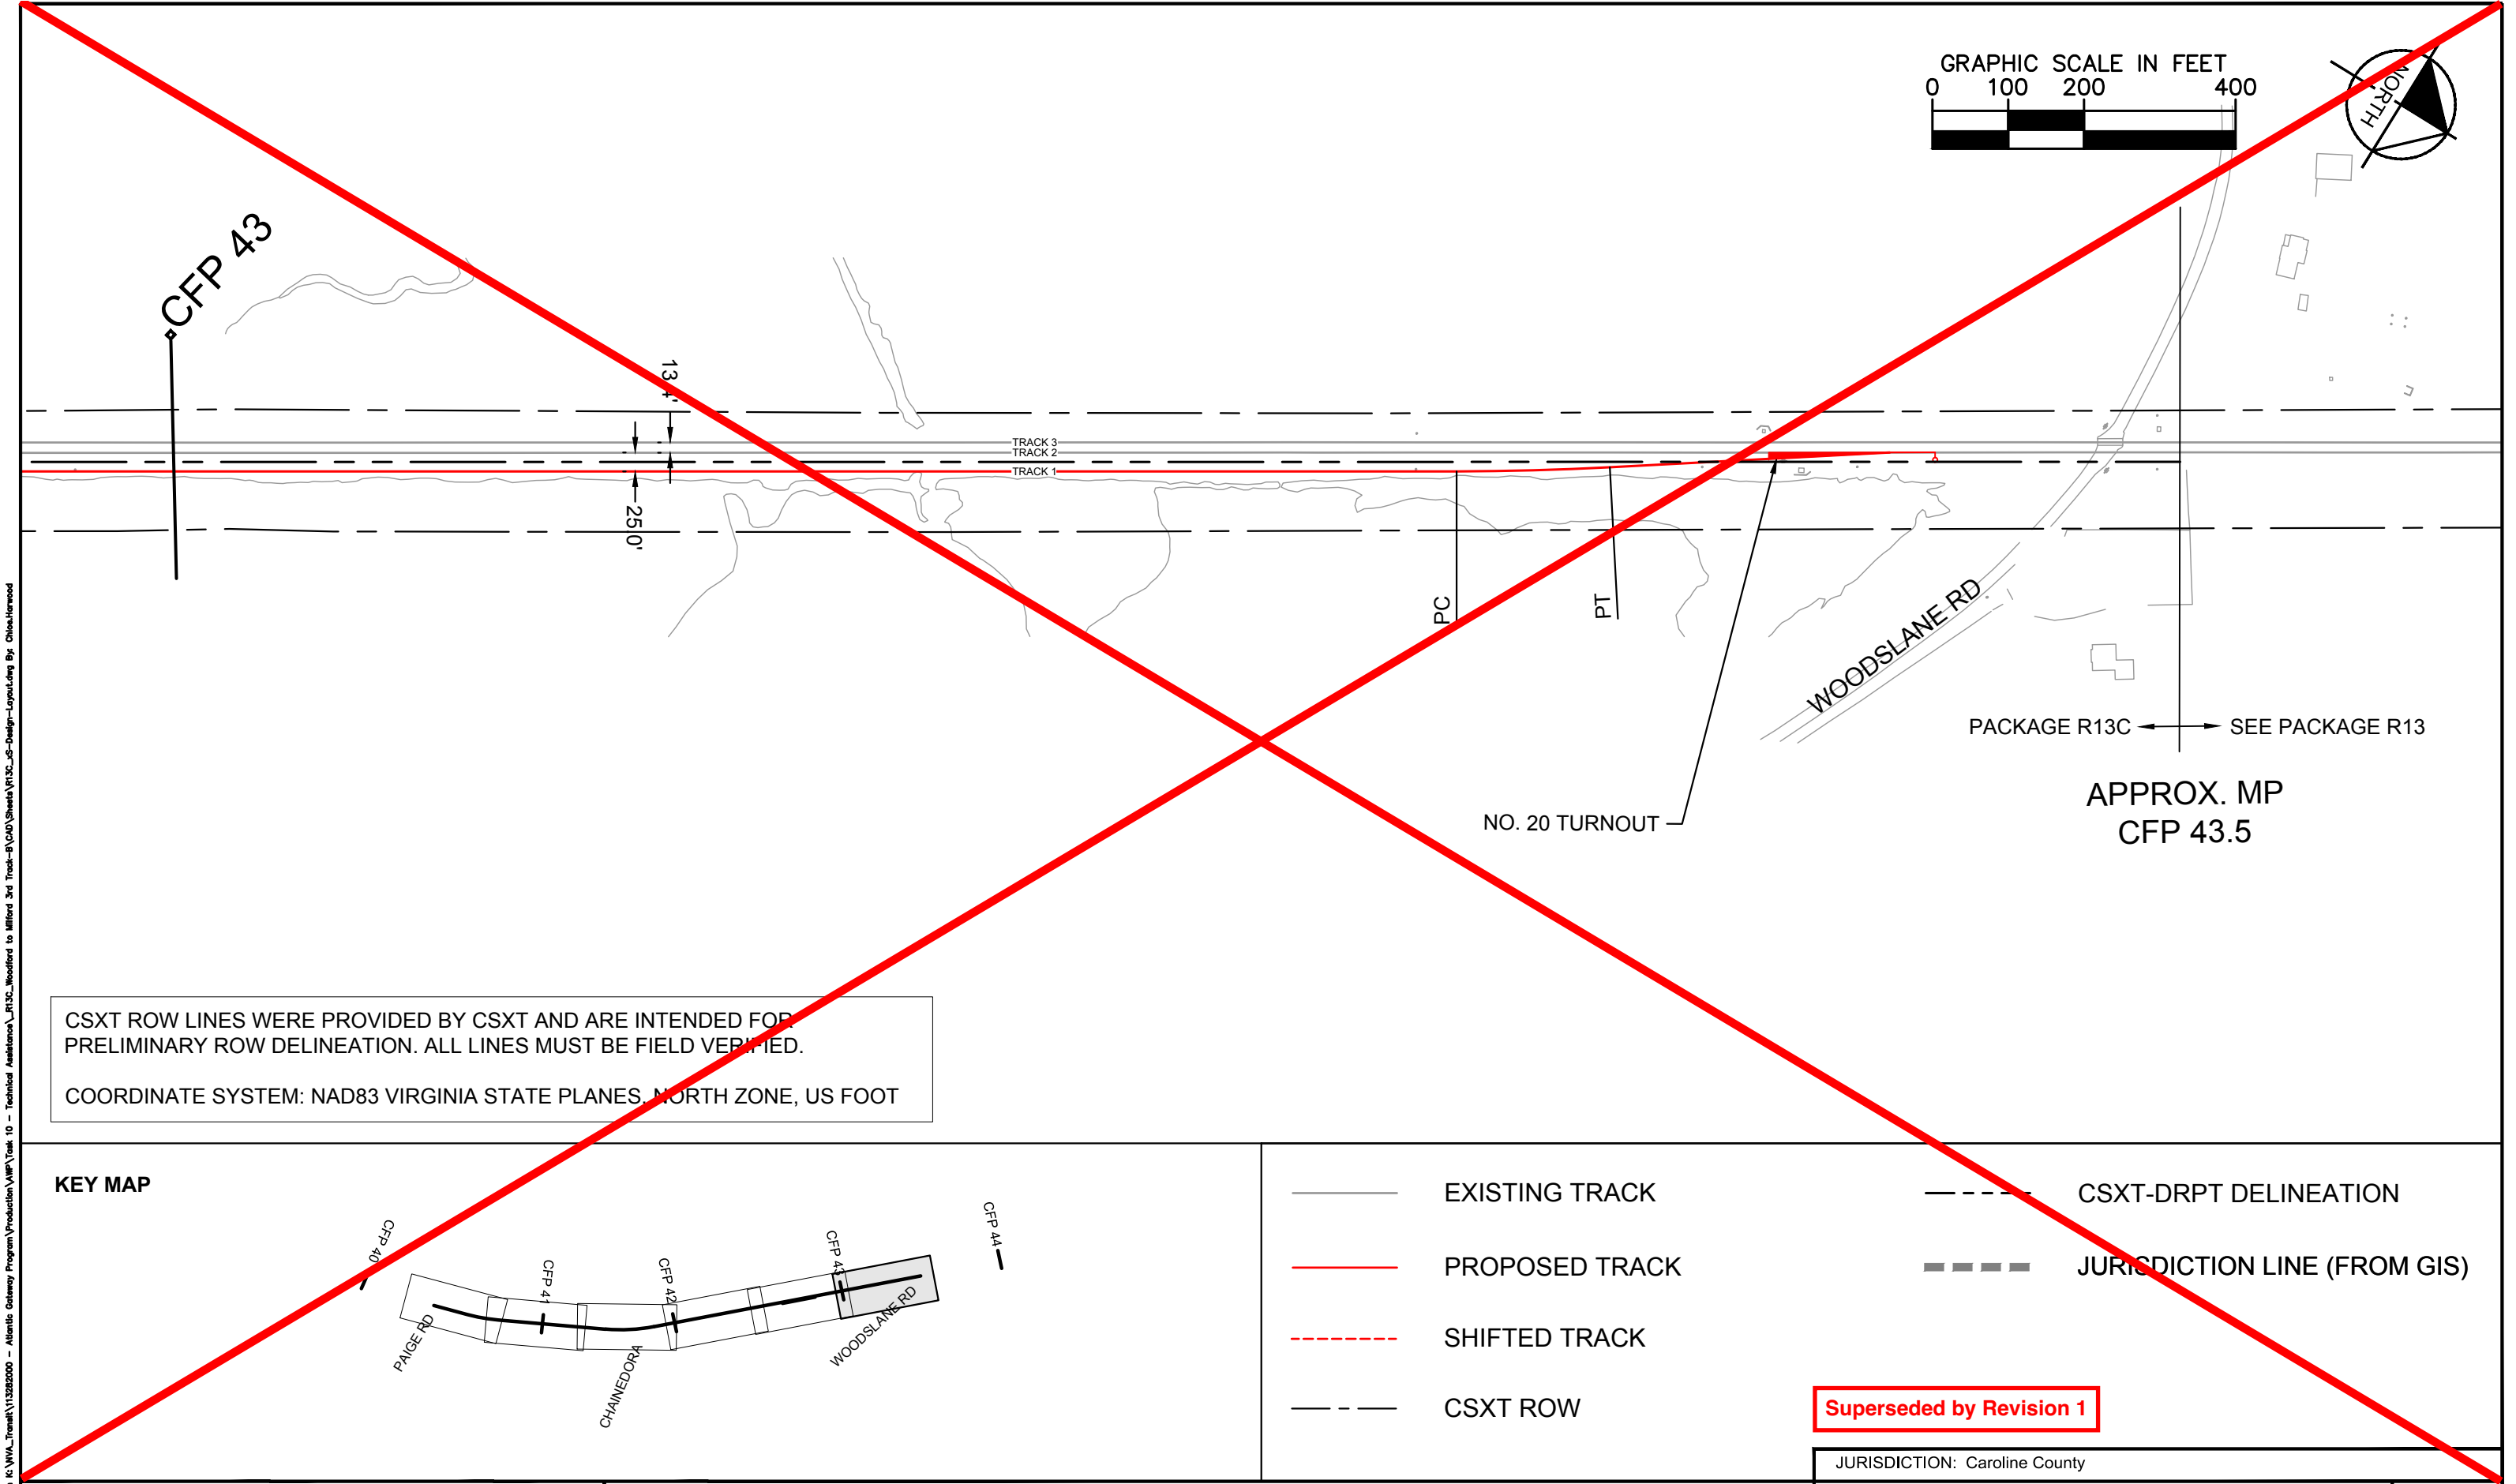 GRAPHIC SCALE IN FEET
0 100 200 400
NORTH
CFP 43
TRACK 3
TRACK 2
TRACK 1
25.0'
PC
PT
WOODSLANE RD
PACKAGE R13C
SEE PACKAGE R13
APPROX. MP
CFP 43.5
NO. 20 TURNOUT
CSXT ROW LINES WERE PROVIDED BY CSXT AND ARE INTENDED FOR
PRELIMINARY ROW DELINEATION. ALL LINES MUST BE FIELD VERIFIED.
COORDINATE SYSTEM: NAD83 VIRGINIA STATE PLANES, NORTH ZONE, US FOOT
KEY MAP
CFP 40
CFP 41
CFP 42
CFP 43
CFP 44
PAIGE RD
CHAINEDORA
WOODSLANE RD
EXISTING TRACK
PROPOSED TRACK
SHIFTED TRACK
CSXT ROW
CSXT-DRPT DELINEATION
JURISDICTION LINE (FROM GIS)
Superseded by Revision 1
JURISDICTION: Caroline County